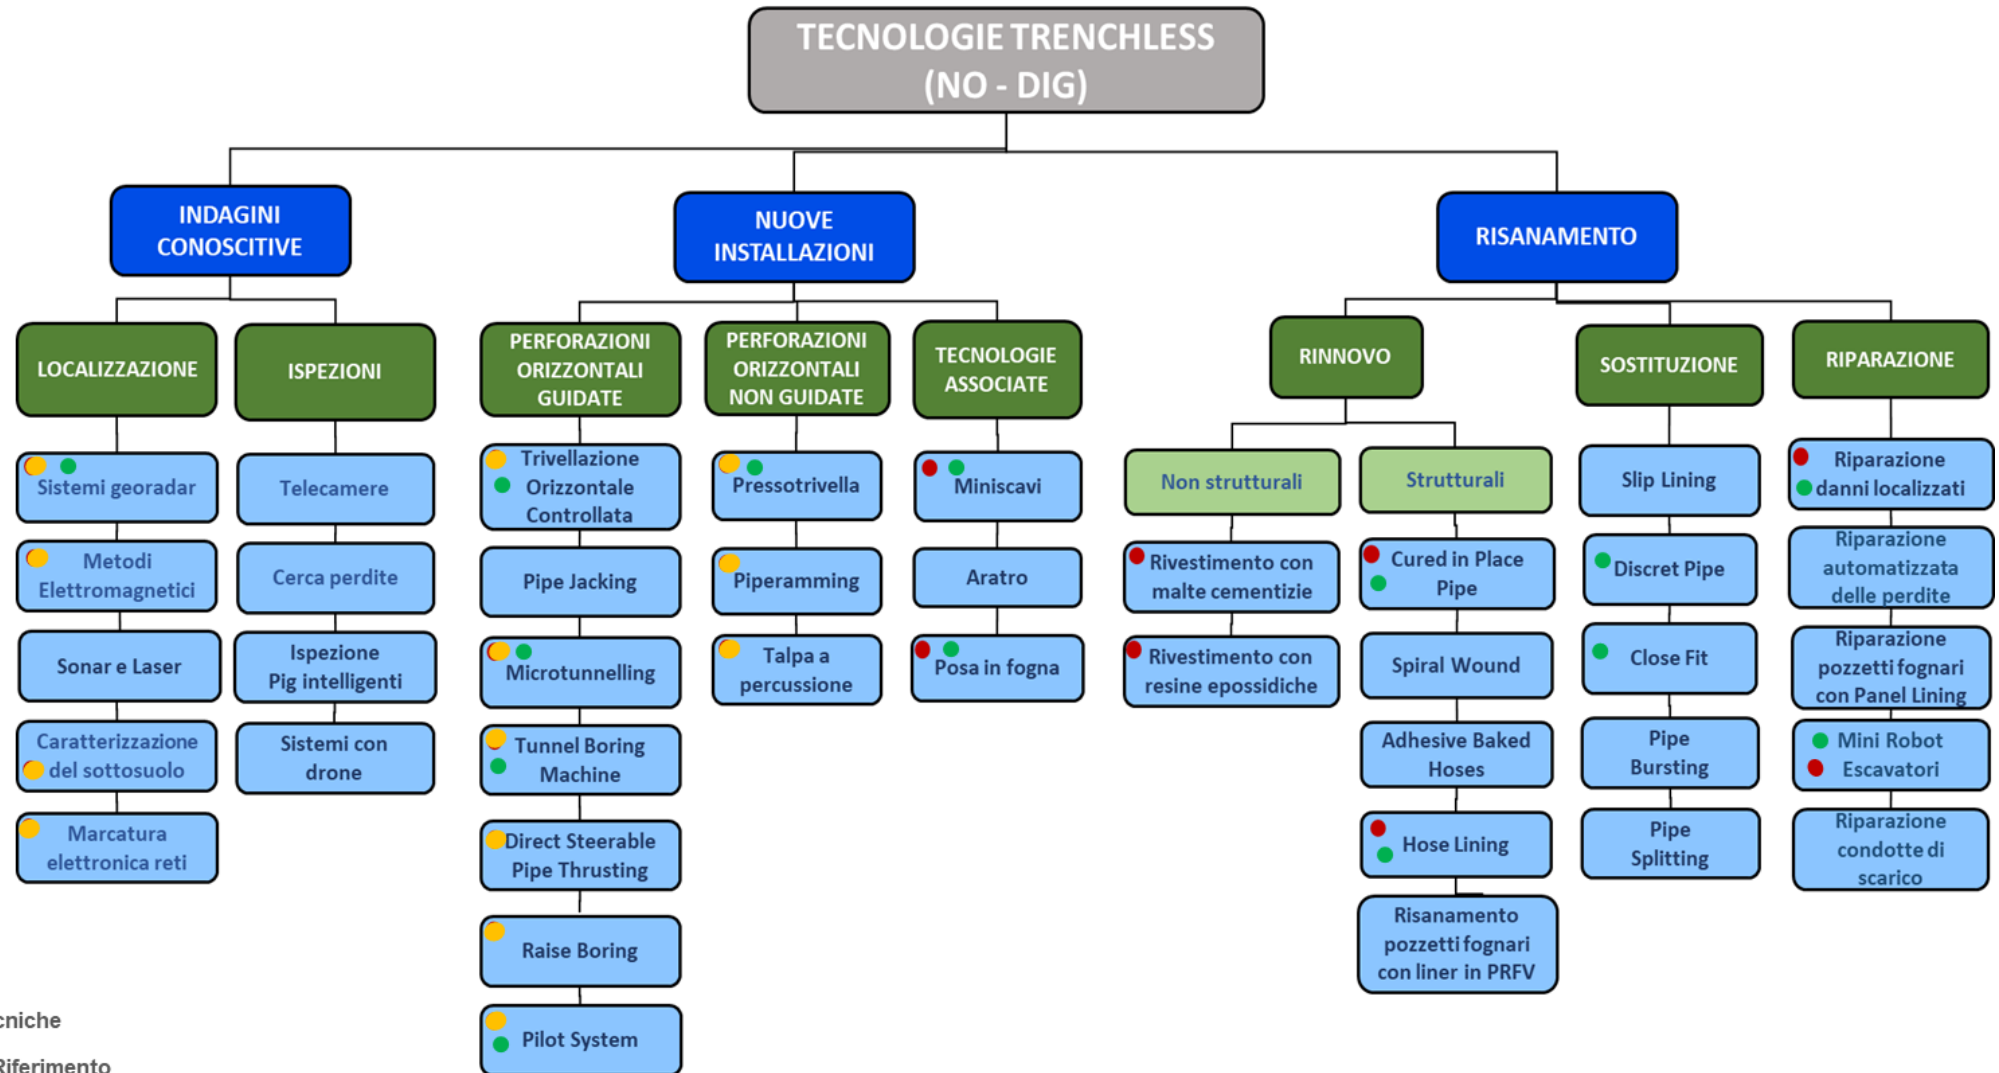 TECNOLOGIE TRENCHLESS
(NO - DIG)
INDAGINI
CONOSCITIVE
NUOVE
INSTALLAZIONI
RISANAMENTO
LOCALIZZAZIONE
ISPEZIONI
PERFORAZIONI
ORIZZONTALI
GUIDATE
PERFORAZIONI
ORIZZONTALI
NON GUIDATE
TECNOLOGIE
ASSOCIATE
RINNOVO
SOSTITUZIONE
RIPARAZIONE
Sistemi georadar
Metodi
Elettromagnetici
Sonar e Laser
Caratterizzazione
del sottosuolo
Marcatura
elettronica reti
Telecamere
Cerca perdite
Ispezione
Pig intelligenti
Sistemi con
drone
Trivellazione
Orizzontale
Controllata
Pipe Jacking
Microtunnelling
Tunnel Boring
Machine
Direct Steerable
Pipe Thrusting
Raise Boring
Pilot System
Pressotrivella
Piperamming
Talpa a
percussione
Miniscavi
Aratro
Posa in fogna
Non strutturali
Rivestimento con
malte cementizie
Rivestimento con
resine epossidiche
Strutturali
Cured in Place
Pipe
Spiral Wound
Adhesive Baked
Hoses
Hose Lining
Risanamento
pozzetti fognari
con liner in PRFV
Slip Lining
Discret Pipe
Close Fit
Pipe
Bursting
Pipe
Splitting
Riparazione
danni localizzati
Riparazione
automatizzata
delle perdite
Riparazione
pozzetti fognari
con Panel Lining
Mini Robot
Escavatori
Riparazione
condotte di
scarico
cniche
Riferimento